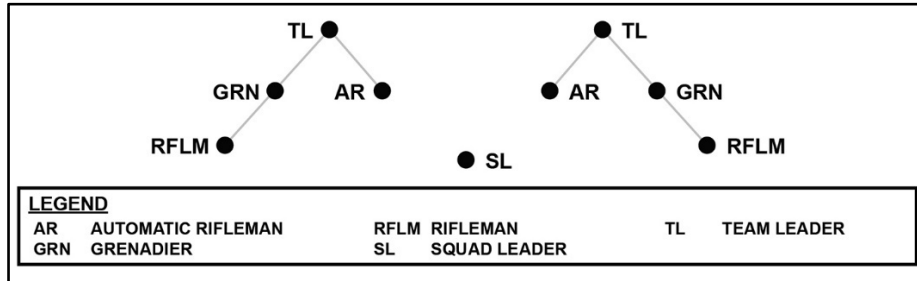 TL TL
GRN AR AR GRN
RFLM RFLM
SL
LEGEND
AR AUTOMATIC RIFLEMAN RFLM RIFLEMAN TL TEAM LEADER
GRN GRENADIER SL SQUAD LEADER